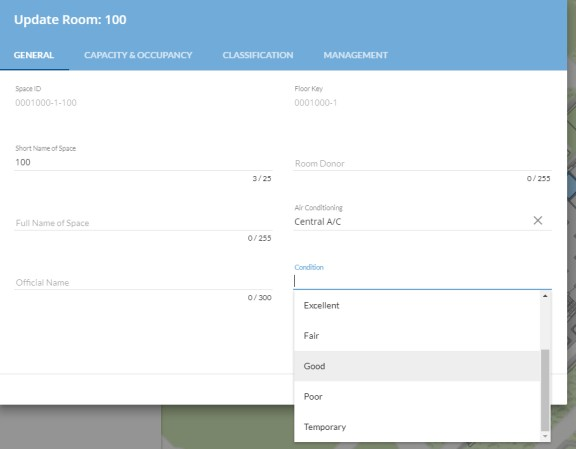 Update Room: 100
GENERAL CAPACITY & OCCUPANCY CLASSIFICATION MANAGEMENT
Space ID
0001000-1-100
Floor Key
0001000-1
Short Name of Space
100
3 / 25
Room Donor
0 / 255
Full Name of Space
0 / 255
Air Conditioning
Central A/C
Official Name
0 / 300
Condition
Excellent
Fair
Good
Poor
Temporary